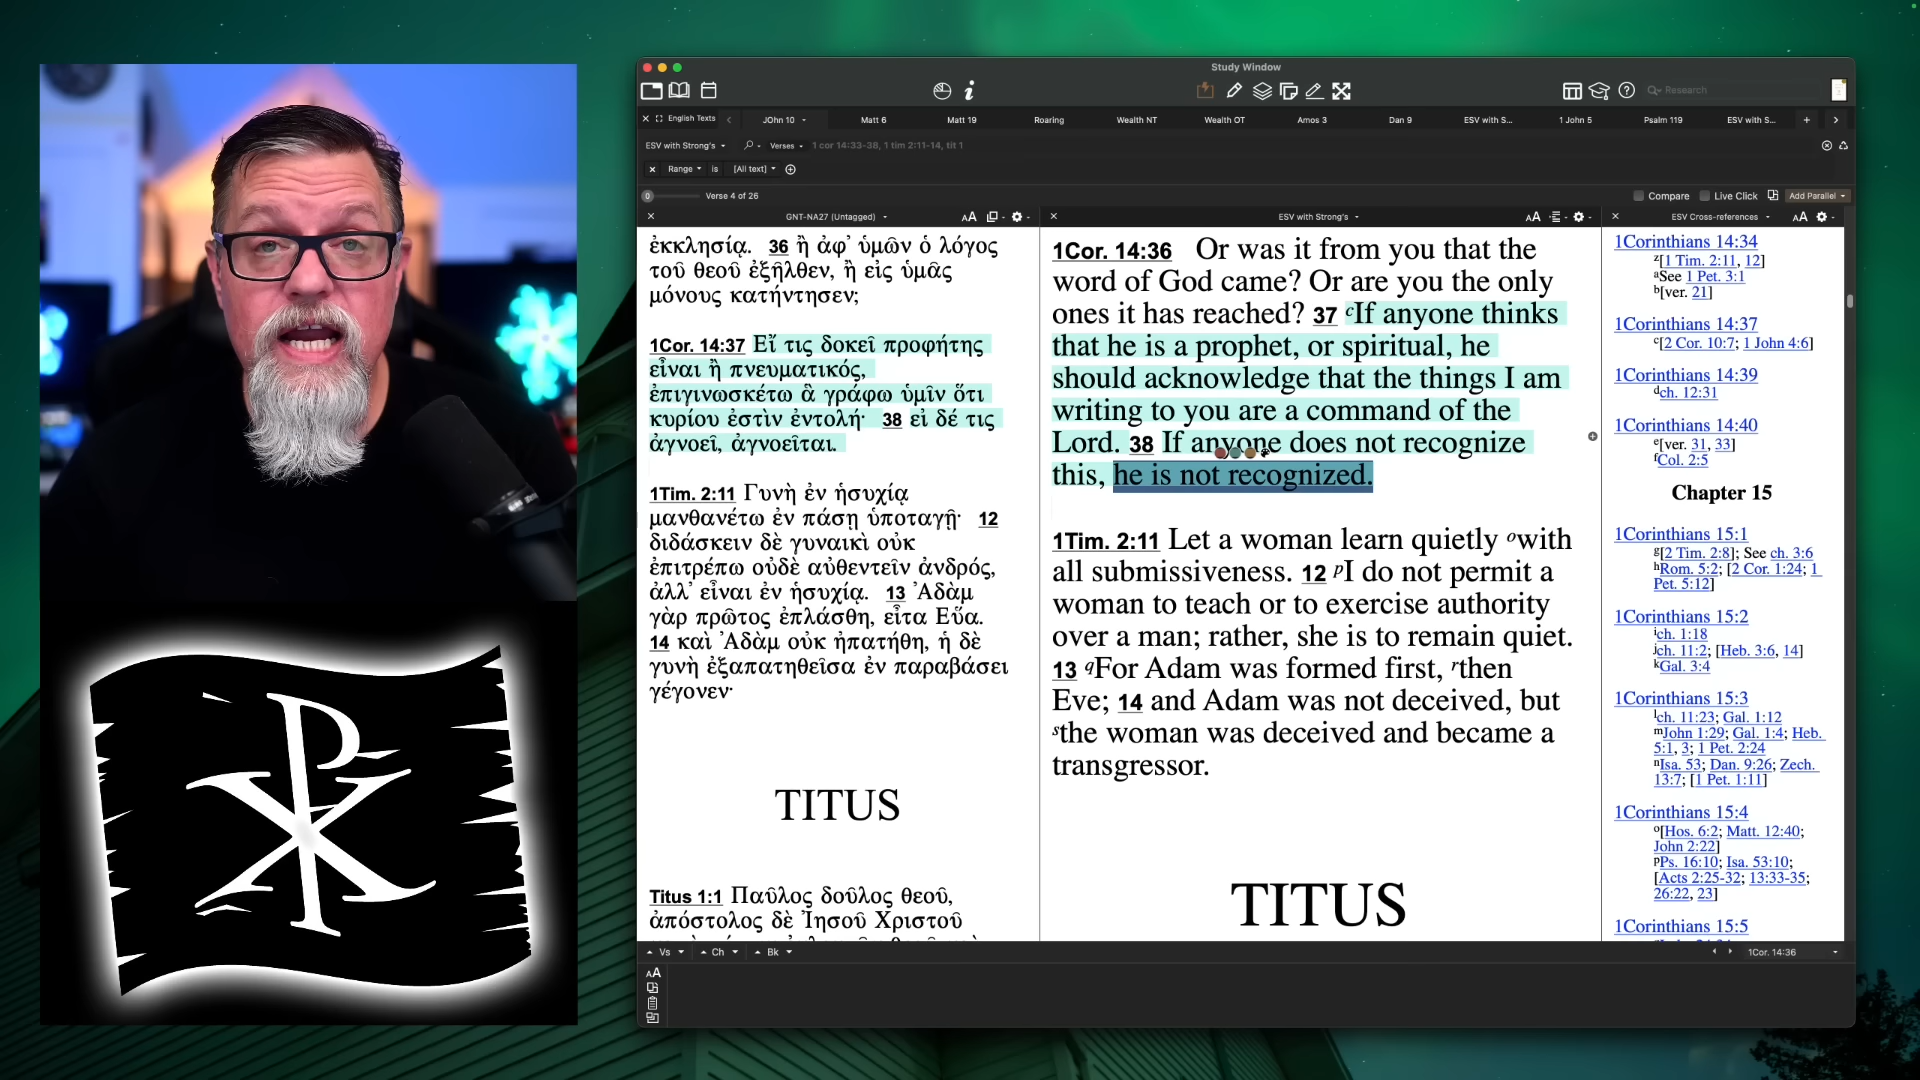 Study Window
Research
English Texts
JOhn 10
Matt 6
Matt 19
Roaring
Wealth NT
Wealth OT
Amos 3
Dan 9
ESV with S...
1 John 5
Psalm 119
ESV with S...
ESV with Strong's
Verses
1 cor 14:33-38, 1 tim 2:11-14, tit 1
Range
is
[All text]
0
Verse 4 of 26
Compare
Live Click
Add Parallel
GNT-NA27 (Untagged)
AA
ἐκκλησίᾳ. 36 ἢ ἀφ᾿ ὑμῶν ὁ λόγος
τοῦ θεοῦ ἐξῆλθεν, ἢ εἰς ὑμᾶς
μόνους κατήντησεν;
1Cor. 14:37 Εἴ τις δοκεῖ προφήτης
εἶναι ἢ πνευματικός,
ἐπιγινωσκέτω ἃ γράφω ὑμῖν ὅτι
κυρίου ἐστὶν ἐντολή· 38 εἰ δέ τις
ἀγνοεῖ, ἀγνοεῖται.
1Tim. 2:11 Γυνὴ ἐν ἡσυχίᾳ
μανθανέτω ἐν πάσῃ ὑποταγῇ· 12
διδάσκειν δὲ γυναικὶ οὐκ
ἐπιτρέπω οὐδὲ αὐθεντεῖν ἀνδρός,
ἀλλ᾿ εἶναι ἐν ἡσυχίᾳ. 13 ᾿Αδὰμ
γὰρ πρῶτος ἐπλάσθη, εἶτα Εὕα.
14 καὶ ᾿Αδὰμ οὐκ ἠπατήθη, ἡ δὲ
γυνὴ ἐξαπατηθεῖσα ἐν παραβάσει
γέγονεν·
TITUS
Titus 1:1 Παῦλος δοῦλος θεοῦ,
ἀπόστολος δὲ ᾿Ιησοῦ Χριστοῦ
ESV with Strong's
AA
1Cor. 14:36 Or was it from you that the
word of God came? Or are you the only
ones it has reached? 37 cIf anyone thinks
that he is a prophet, or spiritual, he
should acknowledge that the things I am
writing to you are a command of the
Lord. 38 If anyone does not recognize
this, he is not recognized.
1Tim. 2:11 Let a woman learn quietly owith
all submissiveness. 12 pI do not permit a
woman to teach or to exercise authority
over a man; rather, she is to remain quiet.
13 qFor Adam was formed first, rthen
Eve; 14 and Adam was not deceived, but
sthe woman was deceived and became a
transgressor.
TITUS
ESV Cross-references
AA
1Corinthians 14:34
z[1 Tim. 2:11, 12]
aSee 1 Pet. 3:1
b[ver. 21]
1Corinthians 14:37
c[2 Cor. 10:7; 1 John 4:6]
1Corinthians 14:39
dch. 12:31
1Corinthians 14:40
e[ver. 31, 33]
fCol. 2:5
Chapter 15
1Corinthians 15:1
g[2 Tim. 2:8]; See ch. 3:6
hRom. 5:2; [2 Cor. 1:24; 1
Pet. 5:12]
1Corinthians 15:2
ich. 1:18
jch. 11:2; [Heb. 3:6, 14]
kGal. 3:4
1Corinthians 15:3
lch. 11:23; Gal. 1:12
mJohn 1:29; Gal. 1:4; Heb.
5:1, 3; 1 Pet. 2:24
nIsa. 53; Dan. 9:26; Zech.
13:7; [1 Pet. 1:11]
1Corinthians 15:4
o[Hos. 6:2; Matt. 12:40;
John 2:22]
pPs. 16:10; Isa. 53:10;
[Acts 2:25-32; 13:33-35;
26:22, 23]
1Corinthians 15:5
Vs
Ch
Bk
1Cor. 14:36
AA